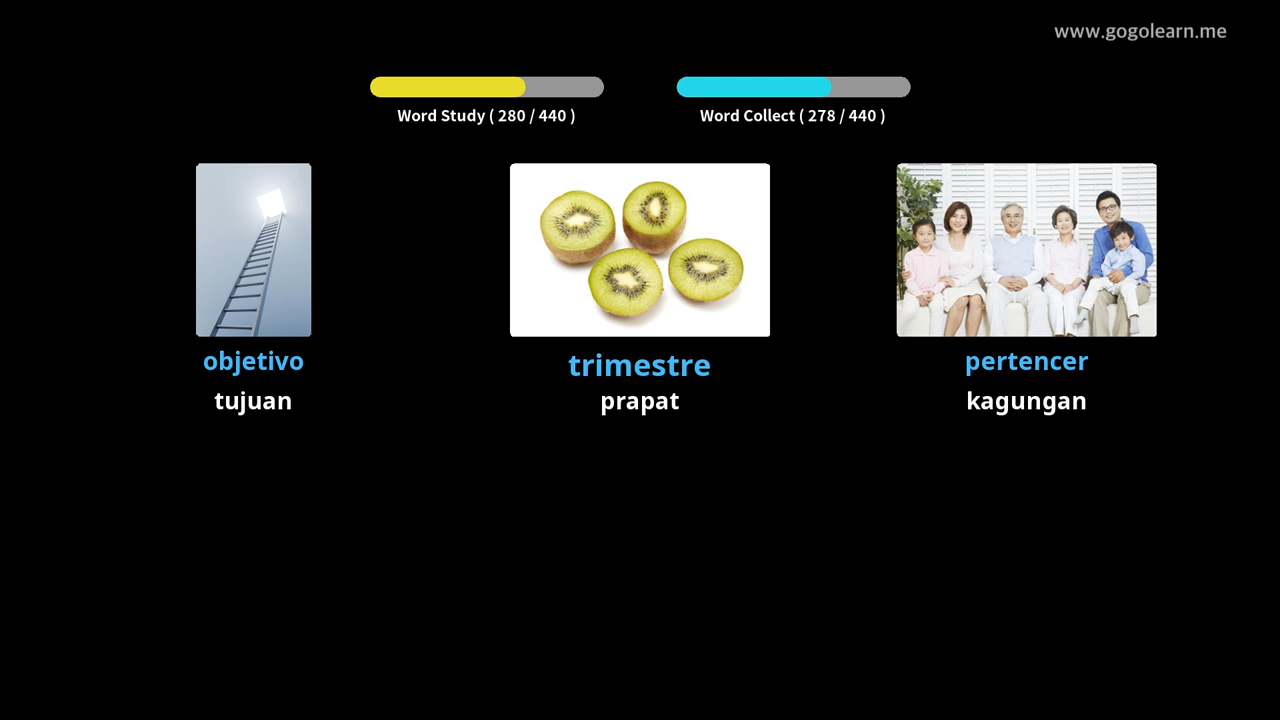 www.gogolearn.me
Word Study ( 280 / 440 )
Word Collect ( 278 / 440 )
objetivo
tujuan
trimestre
prapat
pertencer
kagungan